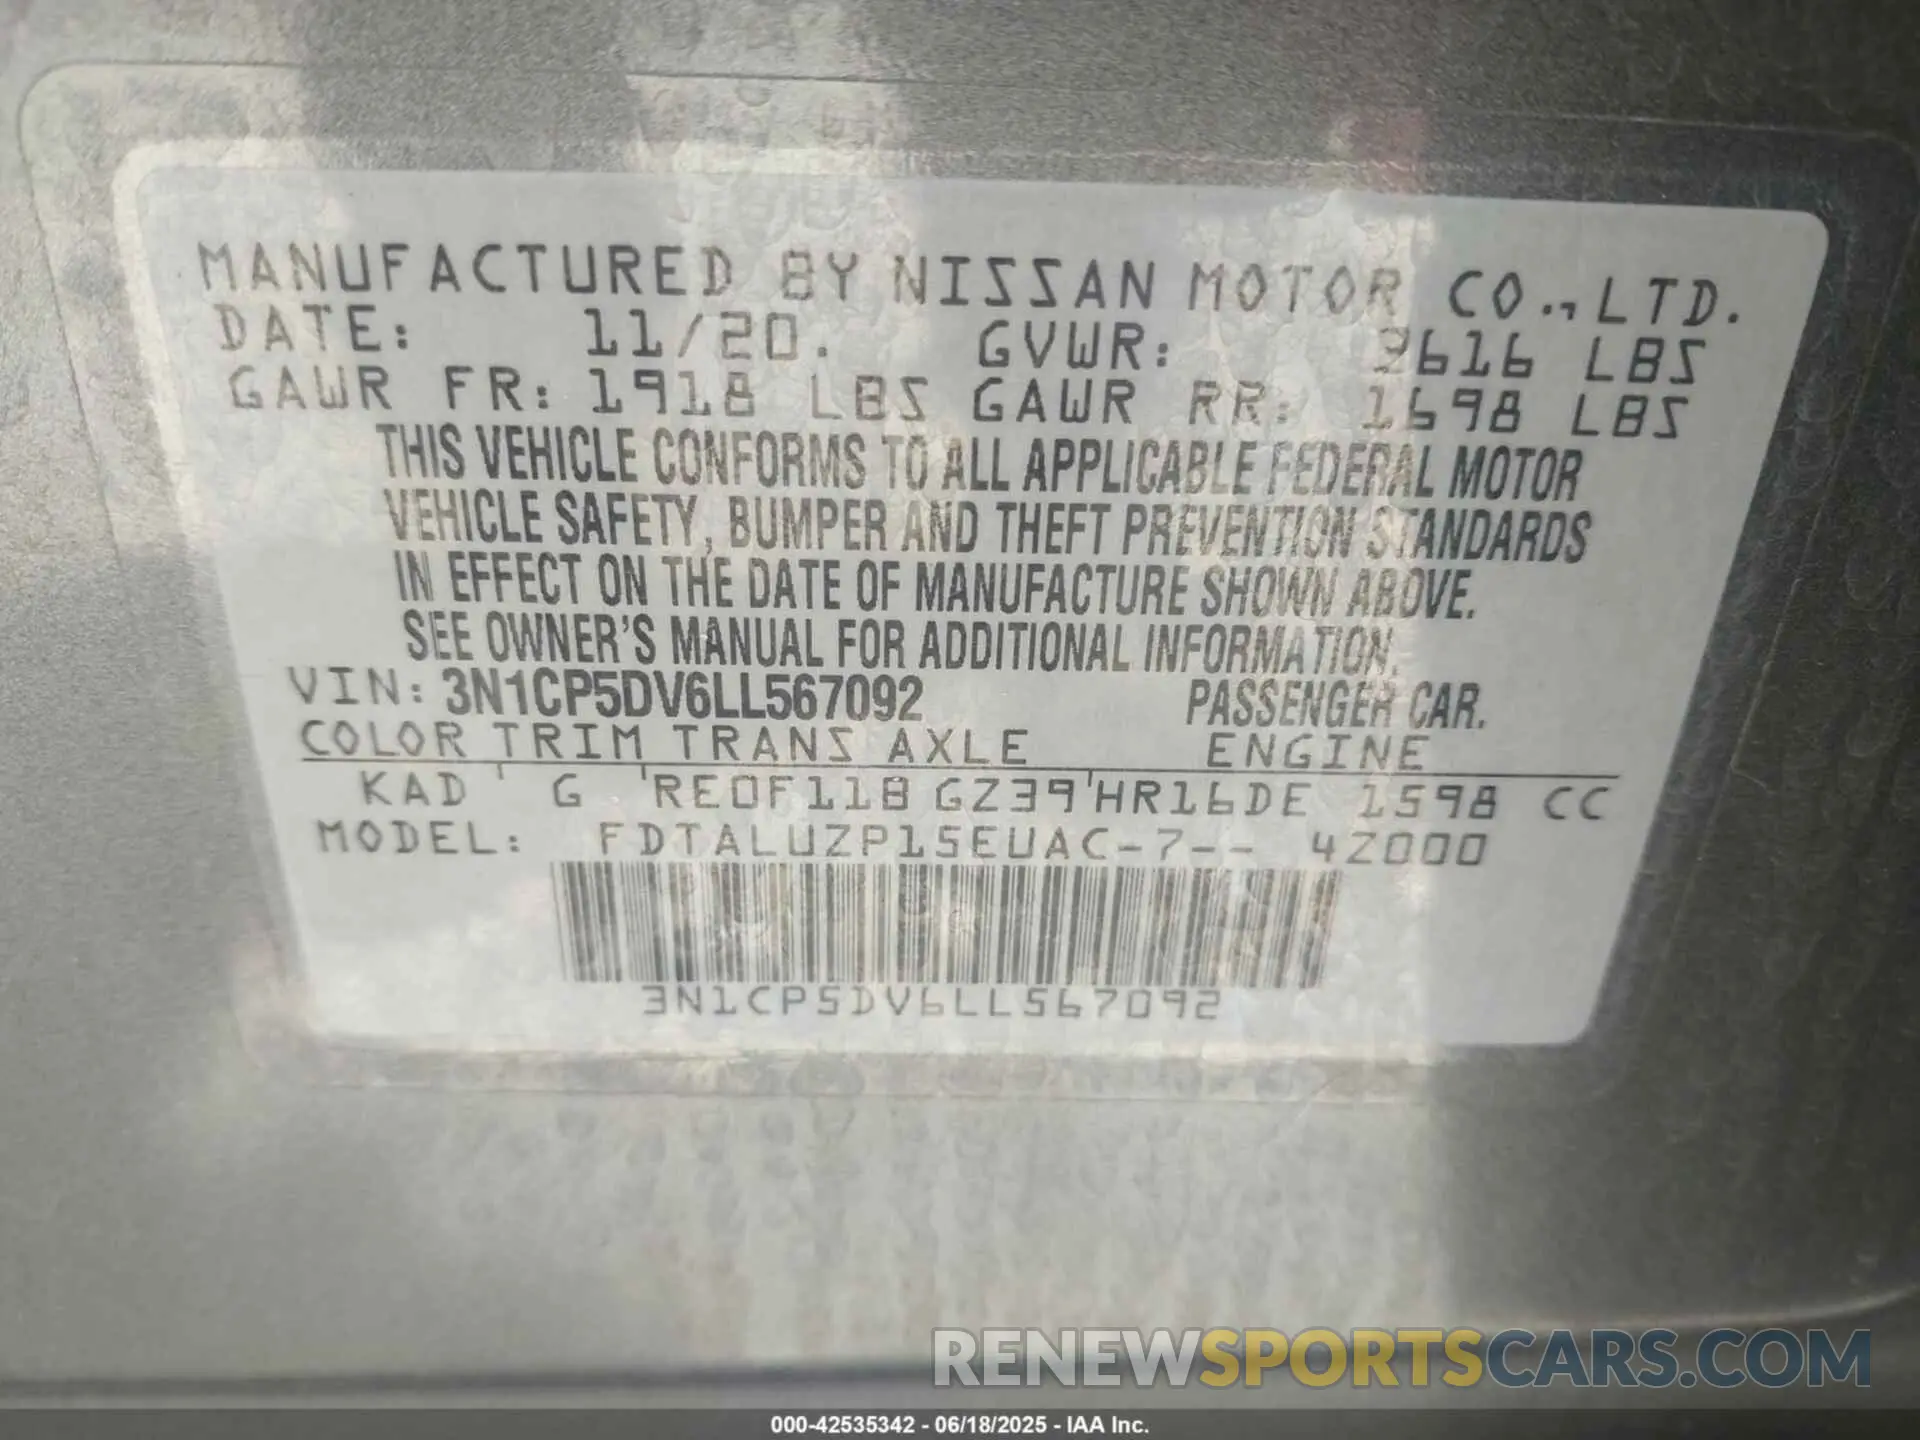 MANUFACTURED BY NISSAN MOTOR CO., LTD.
DATE: 11/20. GVWR: 3616 LBS
GAWR FR: 1918 LBS GAWR RR: 1698 LBS
THIS VEHICLE CONFORMS TO ALL APPLICABLE FEDERAL MOTOR
VEHICLE SAFETY, BUMPER AND THEFT PREVENTION STANDARDS
IN EFFECT ON THE DATE OF MANUFACTURE SHOWN ABOVE.
SEE OWNER'S MANUAL FOR ADDITIONAL INFORMATION.
VIN: 3N1CP5DV6LL567092 PASSENGER CAR.
COLOR TRIM TRANS AXLE ENGINE
KAD G RE0F11B GZ39 HR16DE 1598 CC
MODEL: FDTALUZP15EUAC-7-- 4Z000
3N1CP5DV6LL567092
RENEWSPORTSCARS.COM
000-42535342 - 06/18/2025 - IAA Inc.